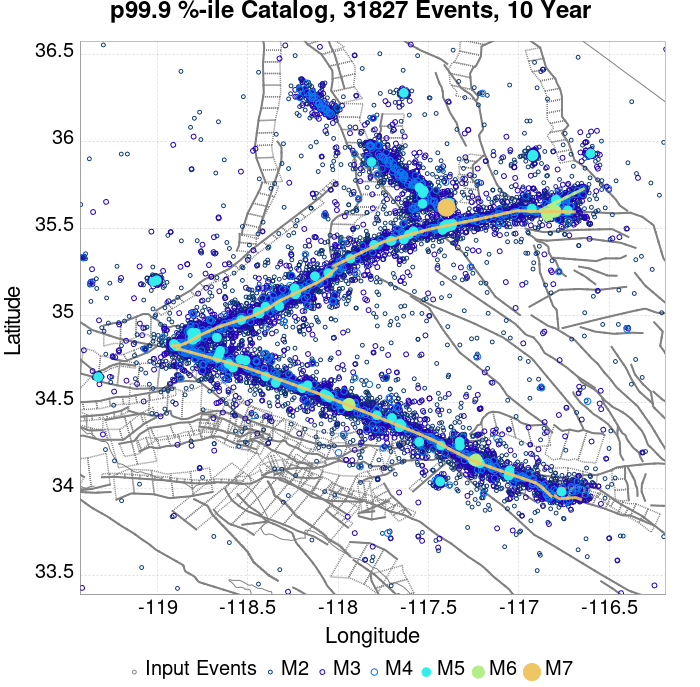 p99.9 %-ile Catalog, 31827 Events, 10 Year
36.5
36
35.5
35
34.5
34
33.5
Latitude
-119 -118.5 -118 -117.5 -117 -116.5
Longitude
Input Events M2 M3 M4 M5 M6 M7